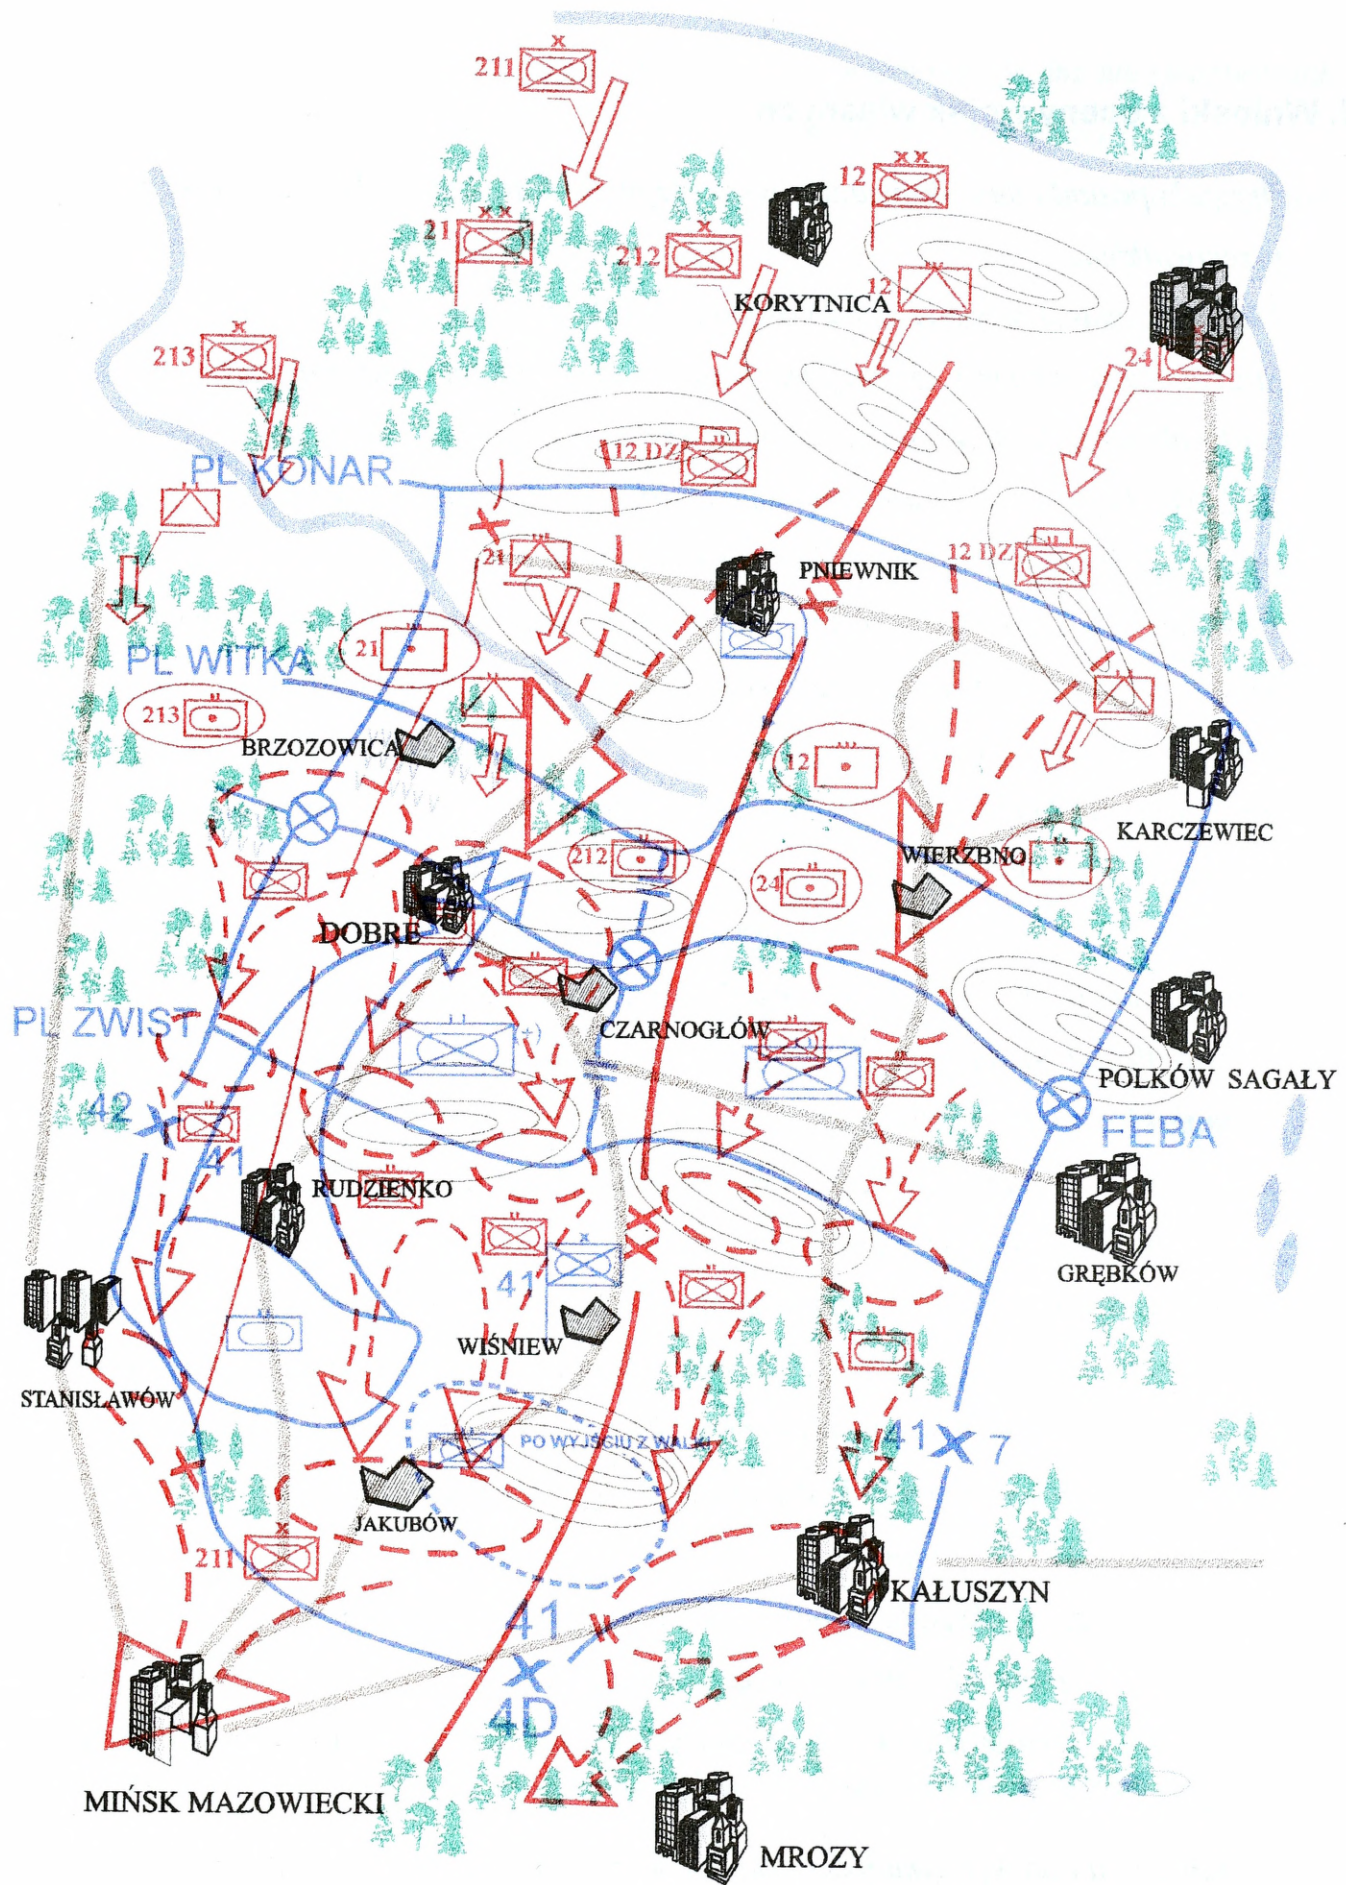 211
12
21
212
KORYTNICA
12
213
24
PL KONAR
12 DZ
21
PNIEWNIK
12 DZ
21
PL WITKA
213
BRZOZOWICA
12
KARCZEWIEC
212
WIERZBNO
24
DOBRE
PL ZWIST
CZARNOGŁÓW
POLKÓW SAGAŁY
42
41
FEBA
RUDZIENKO
GRĘBKÓW
41
WIŚNIEW
STANISŁAWÓW
PO WYJŚCIU Z WALKI
41 7
JAKUBÓW
211
KAŁUSZYN
41
4D
MIŃSK MAZOWIECKI
MROZY